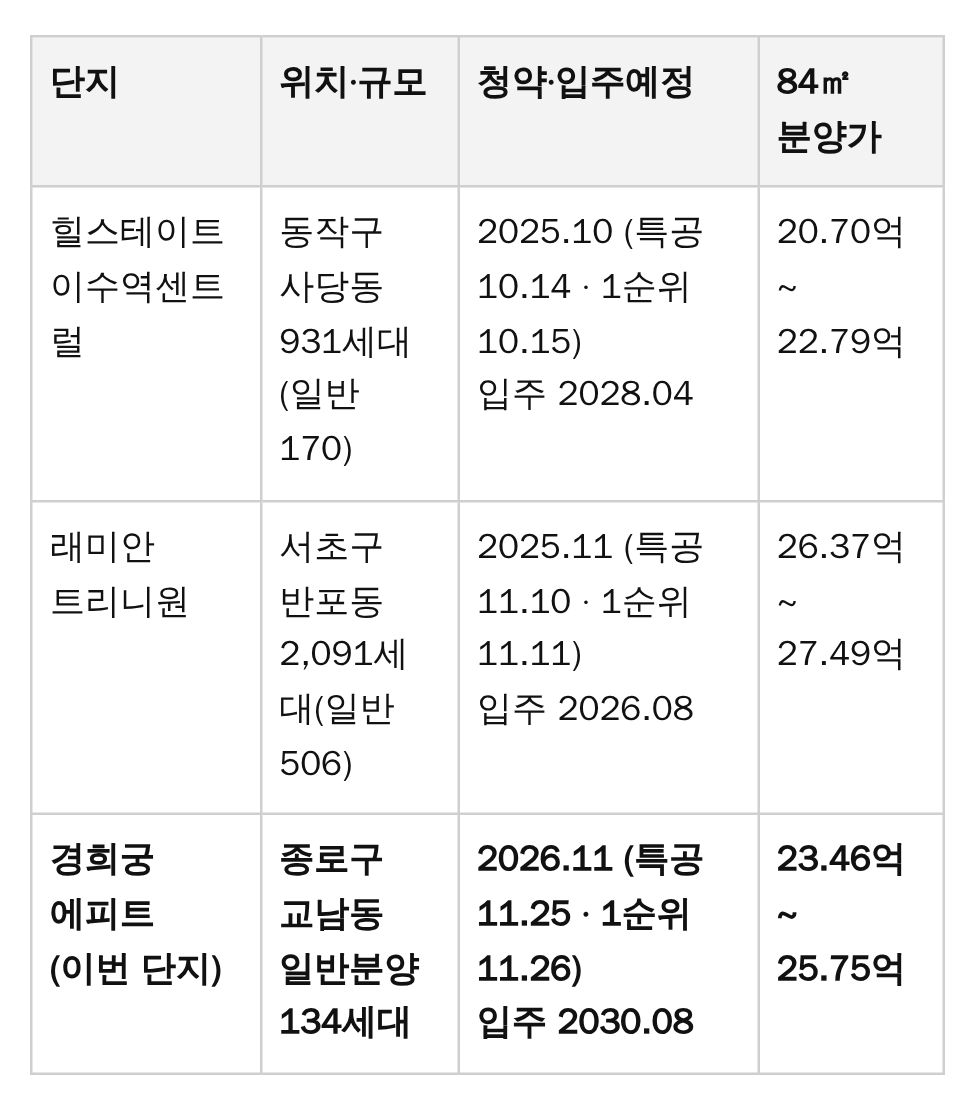 단지
위치·규모
청약·입주예정
84㎡
분양가
힐스테이트
이수역센트
럴
동작구
사당동
931세대
(일반
170)
2025.10 (특공
10.14 · 1순위
10.15)
입주 2028.04
20.70억
~
22.79억
래미안
트리니원
서초구
반포동
2,091세
대(일반
506)
2025.11 (특공
11.10 · 1순위
11.11)
입주 2026.08
26.37억
~
27.49억
경희궁
에피트
(이번 단지)
종로구
교남동
일반분양
134세대
2026.11 (특공
11.25 · 1순위
11.26)
입주 2030.08
23.46억
~
25.75억